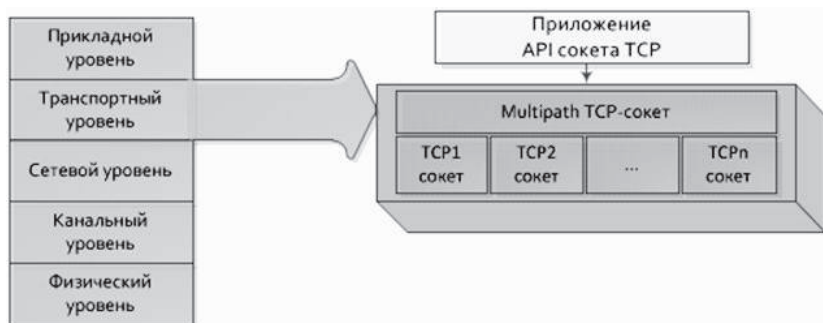 Прикладной
уровень
Транспортный
уровень
Сетевой уровень
Канальный
уровень
Физический
уровень
Приложение
API сокета TCP
Multipath TCP-сокет
TCP1
сокет
TCP2
сокет
...
TCPn
сокет